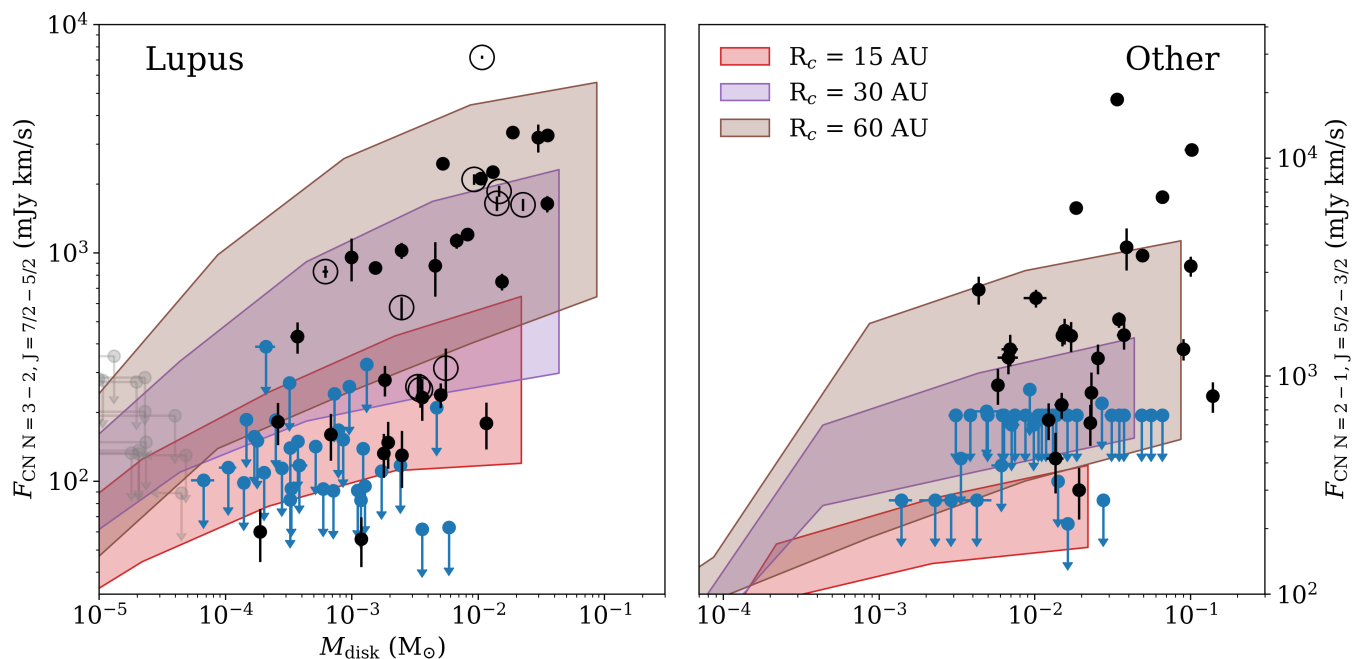 Lupus
Other
R_c = 15 AU
R_c = 30 AU
R_c = 60 AU
10^4
10^3
10^2
F_CN N = 3 − 2, J = 7/2 − 5/2 (mJy km/s)
10^−5
10^−4
10^−3
10^−2
10^−1
M_disk (M_⊙)
10^−4
10^−3
10^−2
10^−1
10^4
10^3
10^2
F_CN N = 2 − 1, J = 5/2 − 3/2 (mJy km/s)